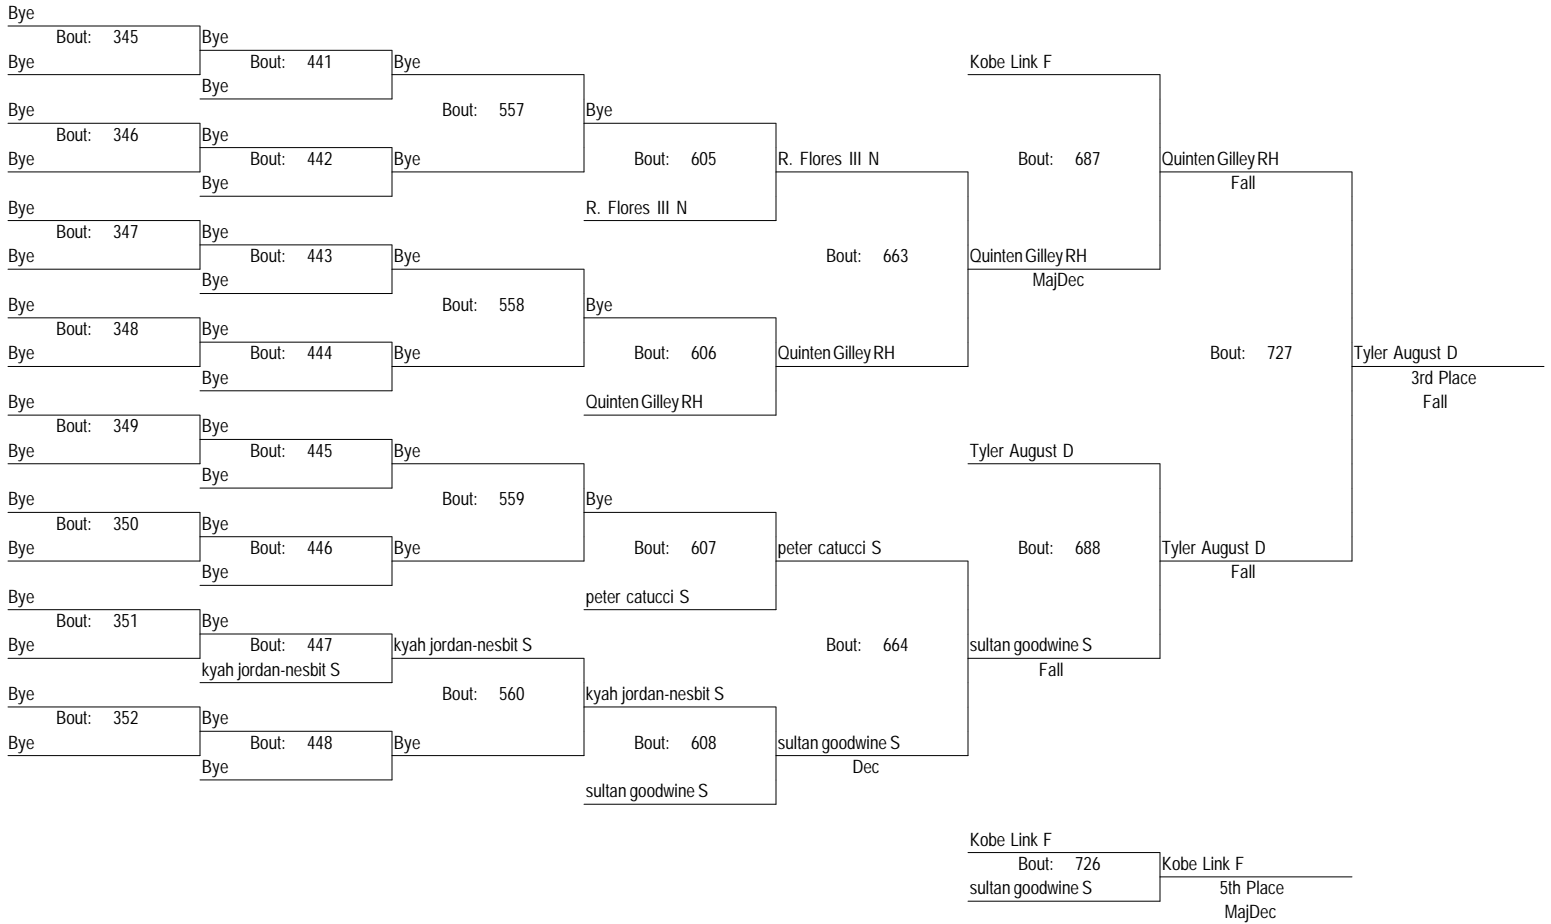 Bye
Bout: 345 Bye
Bye Bout: 441 Bye Kobe Link F
Bye
Bye Bout: 557 Bye
Bout: 346 Bye
Bye Bout: 442 Bye Bout: 605 R. Flores III N Bout: 687 Quinten Gilley RH
Bye Fall
Bye R. Flores III N
Bout: 347 Bye
Bye Bout: 443 Bye Bout: 663 Quinten Gilley RH
Bye MajDec
Bye Bout: 558 Bye
Bout: 348 Bye
Bye Bout: 444 Bye Bout: 606 Quinten Gilley RH Bout: 727 Tyler August D
Bye 3rd Place
Bye Quinten Gilley RH Fall
Bout: 349 Bye
Bye Bout: 445 Bye Tyler August D
Bye
Bye Bout: 559 Bye
Bout: 350 Bye
Bye Bout: 446 Bye Bout: 607 peter catucci S Bout: 688 Tyler August D
Bye Fall
Bye peter catucci S
Bout: 351 Bye
Bye Bout: 447 kyah jordan-nesbit S Bout: 664 sultan goodwine S
kyah jordan-nesbit S Fall
Bye Bout: 560 kyah jordan-nesbit S
Bout: 352 Bye
Bye Bout: 448 Bye Bout: 608 sultan goodwine S
Bye Dec
sultan goodwine S
Kobe Link F
Bout: 726 Kobe Link F
sultan goodwine S 5th Place
MajDec